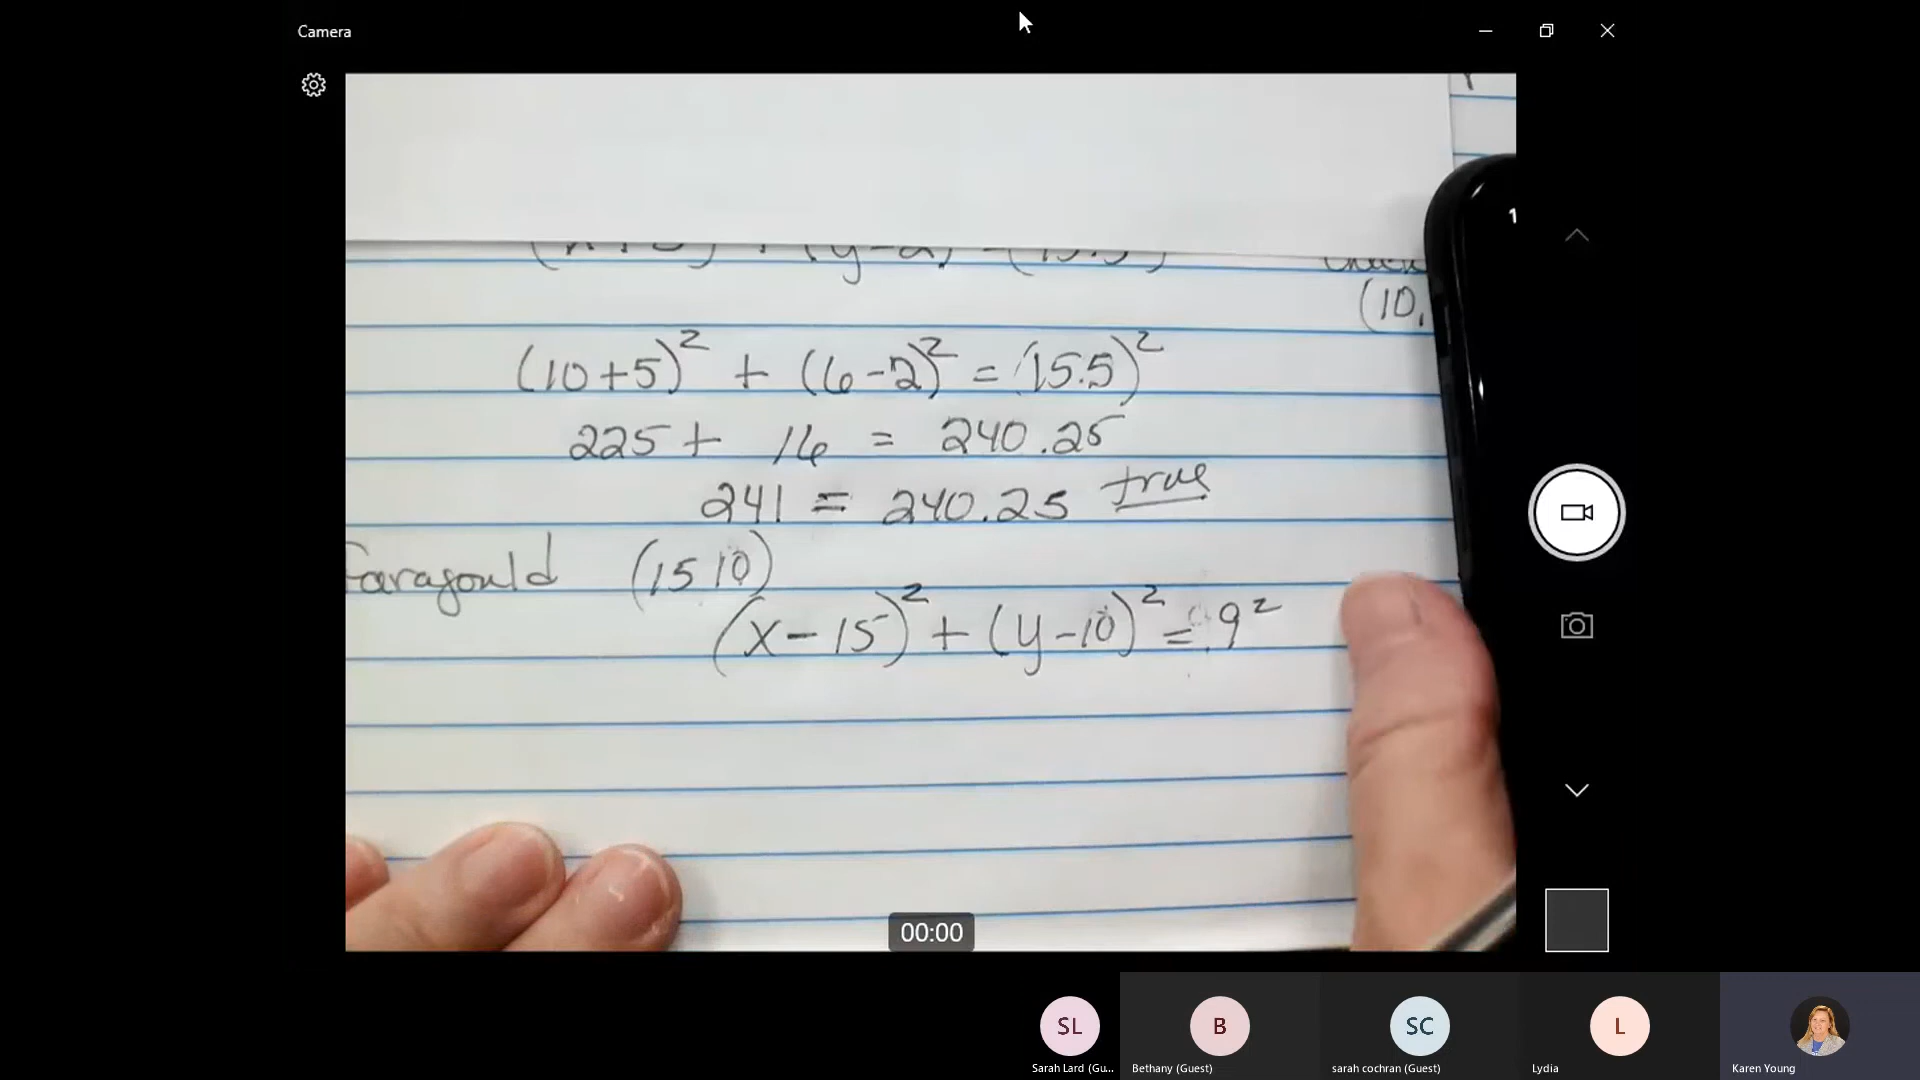 Camera
(10,
(10+5)² + (6-2)² = (15.5)²
225 + 16 = 240.25
241 = 240.25 true
Paragould (15,10)
(x-15)² + (y-10)² = 9²
00:00
SL
B
SC
L
Sarah Lard (Gu...
Bethany (Guest)
sarah cochran (Guest)
Lydia
Karen Young